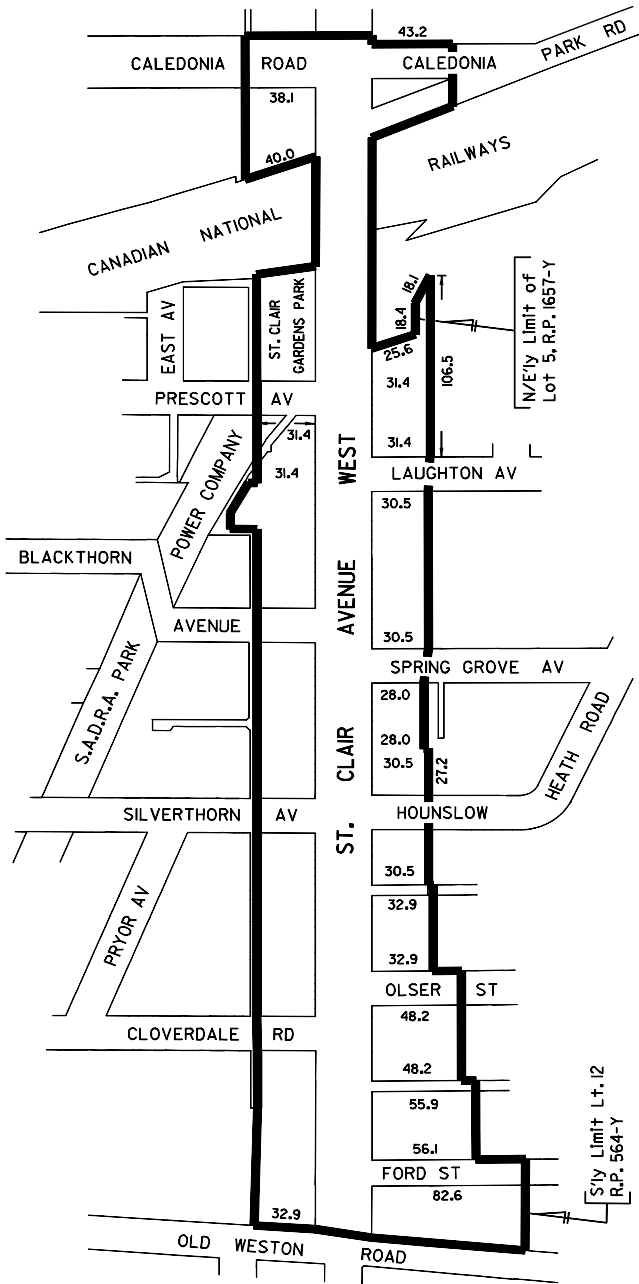 43.2
CALEDONIA ROAD CALEDONIA PARK RD
38.1
40.0
RAILWAYS
CANADIAN NATIONAL
18.1
18.4
25.6
N/E'ly Limit of
Lot 5, R.P. 1657-Y
EAST AV
ST. CLAIR
GARDENS PARK
31.4
106.5
PRESCOTT AV
31.4
31.4
31.4
POWER COMPANY
LAUGHTON AV
30.5
BLACKTHORN
AVENUE
30.5
SPRING GROVE AV
S.A.D.R.A. PARK
28.0
28.0
30.5
27.2
HEATH ROAD
SILVERTHORN AV
HOUNSLOW
ST. CLAIR AVENUE WEST
30.5
PRYOR AV
32.9
32.9
OLSER ST
CLOVERDALE RD
48.2
48.2
55.9
56.1
FORD ST
82.6
S'ly Limit Lt. 12
R.P. 564-Y
32.9
OLD WESTON ROAD